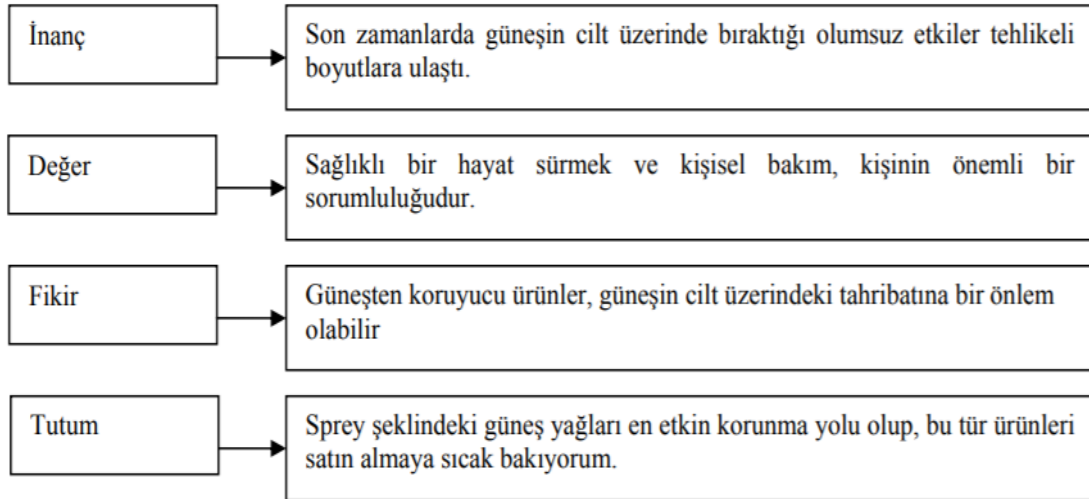 İnanç
Son zamanlarda güneşin cilt üzerinde bıraktığı olumsuz etkiler tehlikeli
boyutlara ulaştı.
Değer
Sağlıklı bir hayat sürmek ve kişisel bakım, kişinin önemli bir
sorumluluğudur.
Fikir
Güneşten koruyucu ürünler, güneşin cilt üzerindeki tahribatına bir önlem
olabilir
Tutum
Sprey şeklindeki güneş yağları en etkin korunma yolu olup, bu tür ürünleri
satın almaya sıcak bakıyorum.